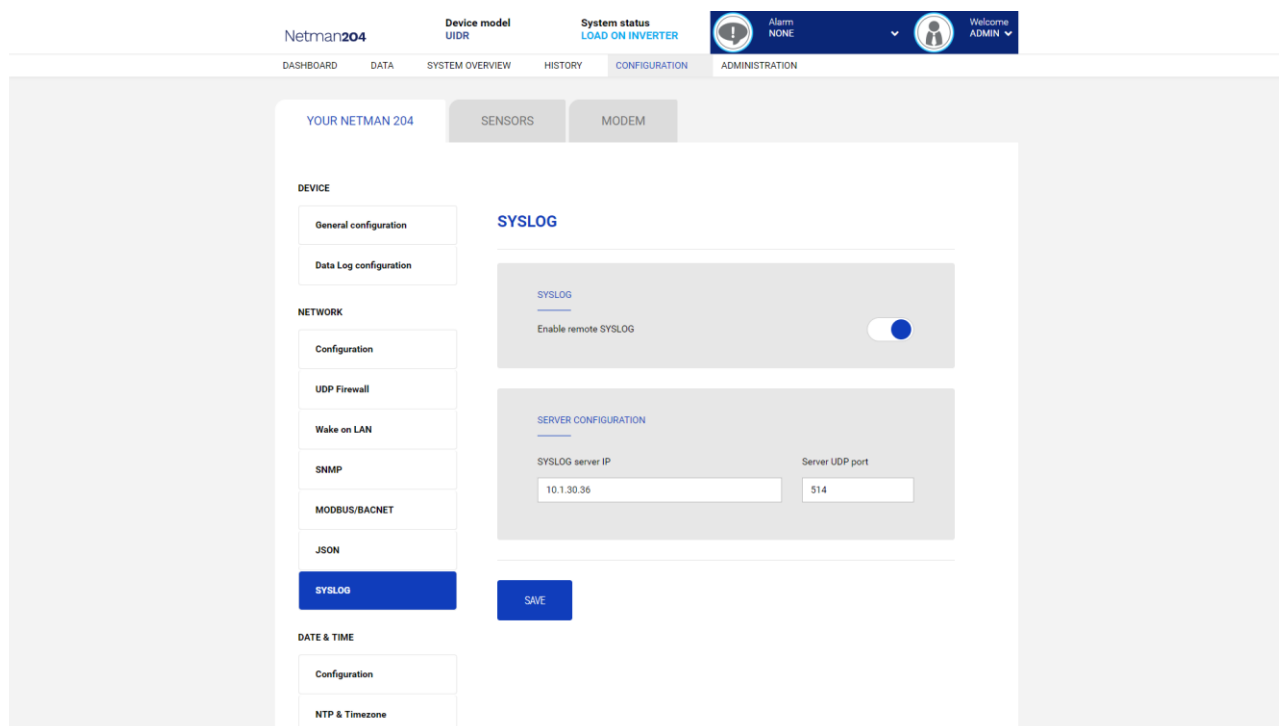 Netman204
Device model
UIDR
System status
LOAD ON INVERTER
Alarm
NONE
Welcome
ADMIN
DASHBOARD DATA SYSTEM OVERVIEW HISTORY CONFIGURATION ADMINISTRATION
YOUR NETMAN 204 SENSORS MODEM
DEVICE
General configuration
Data Log configuration
NETWORK
Configuration
UDP Firewall
Wake on LAN
SNMP
MODBUS/BACNET
JSON
SYSLOG
DATE & TIME
Configuration
NTP & Timezone
SYSLOG
SYSLOG
Enable remote SYSLOG
SERVER CONFIGURATION
SYSLOG server IP Server UDP port
10.1.30.36 514
SAVE